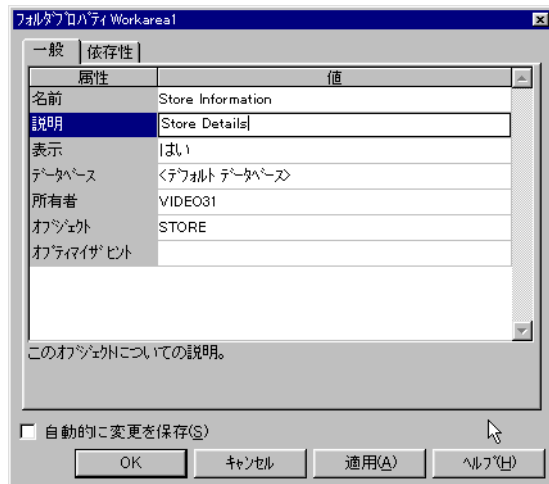 フォルダプロパティ Workarea1
一般 依存性
属性 値
名前 Store Information
説明 Store Details
表示 はい
データベース <デフォルト データベース>
所有者 VIDEO31
オブジェクト STORE
オプティマイザ ヒント
このオブジェクトについての説明。
自動的に変更を保存(S)
OK キャンセル 適用(A) ヘルプ(H)